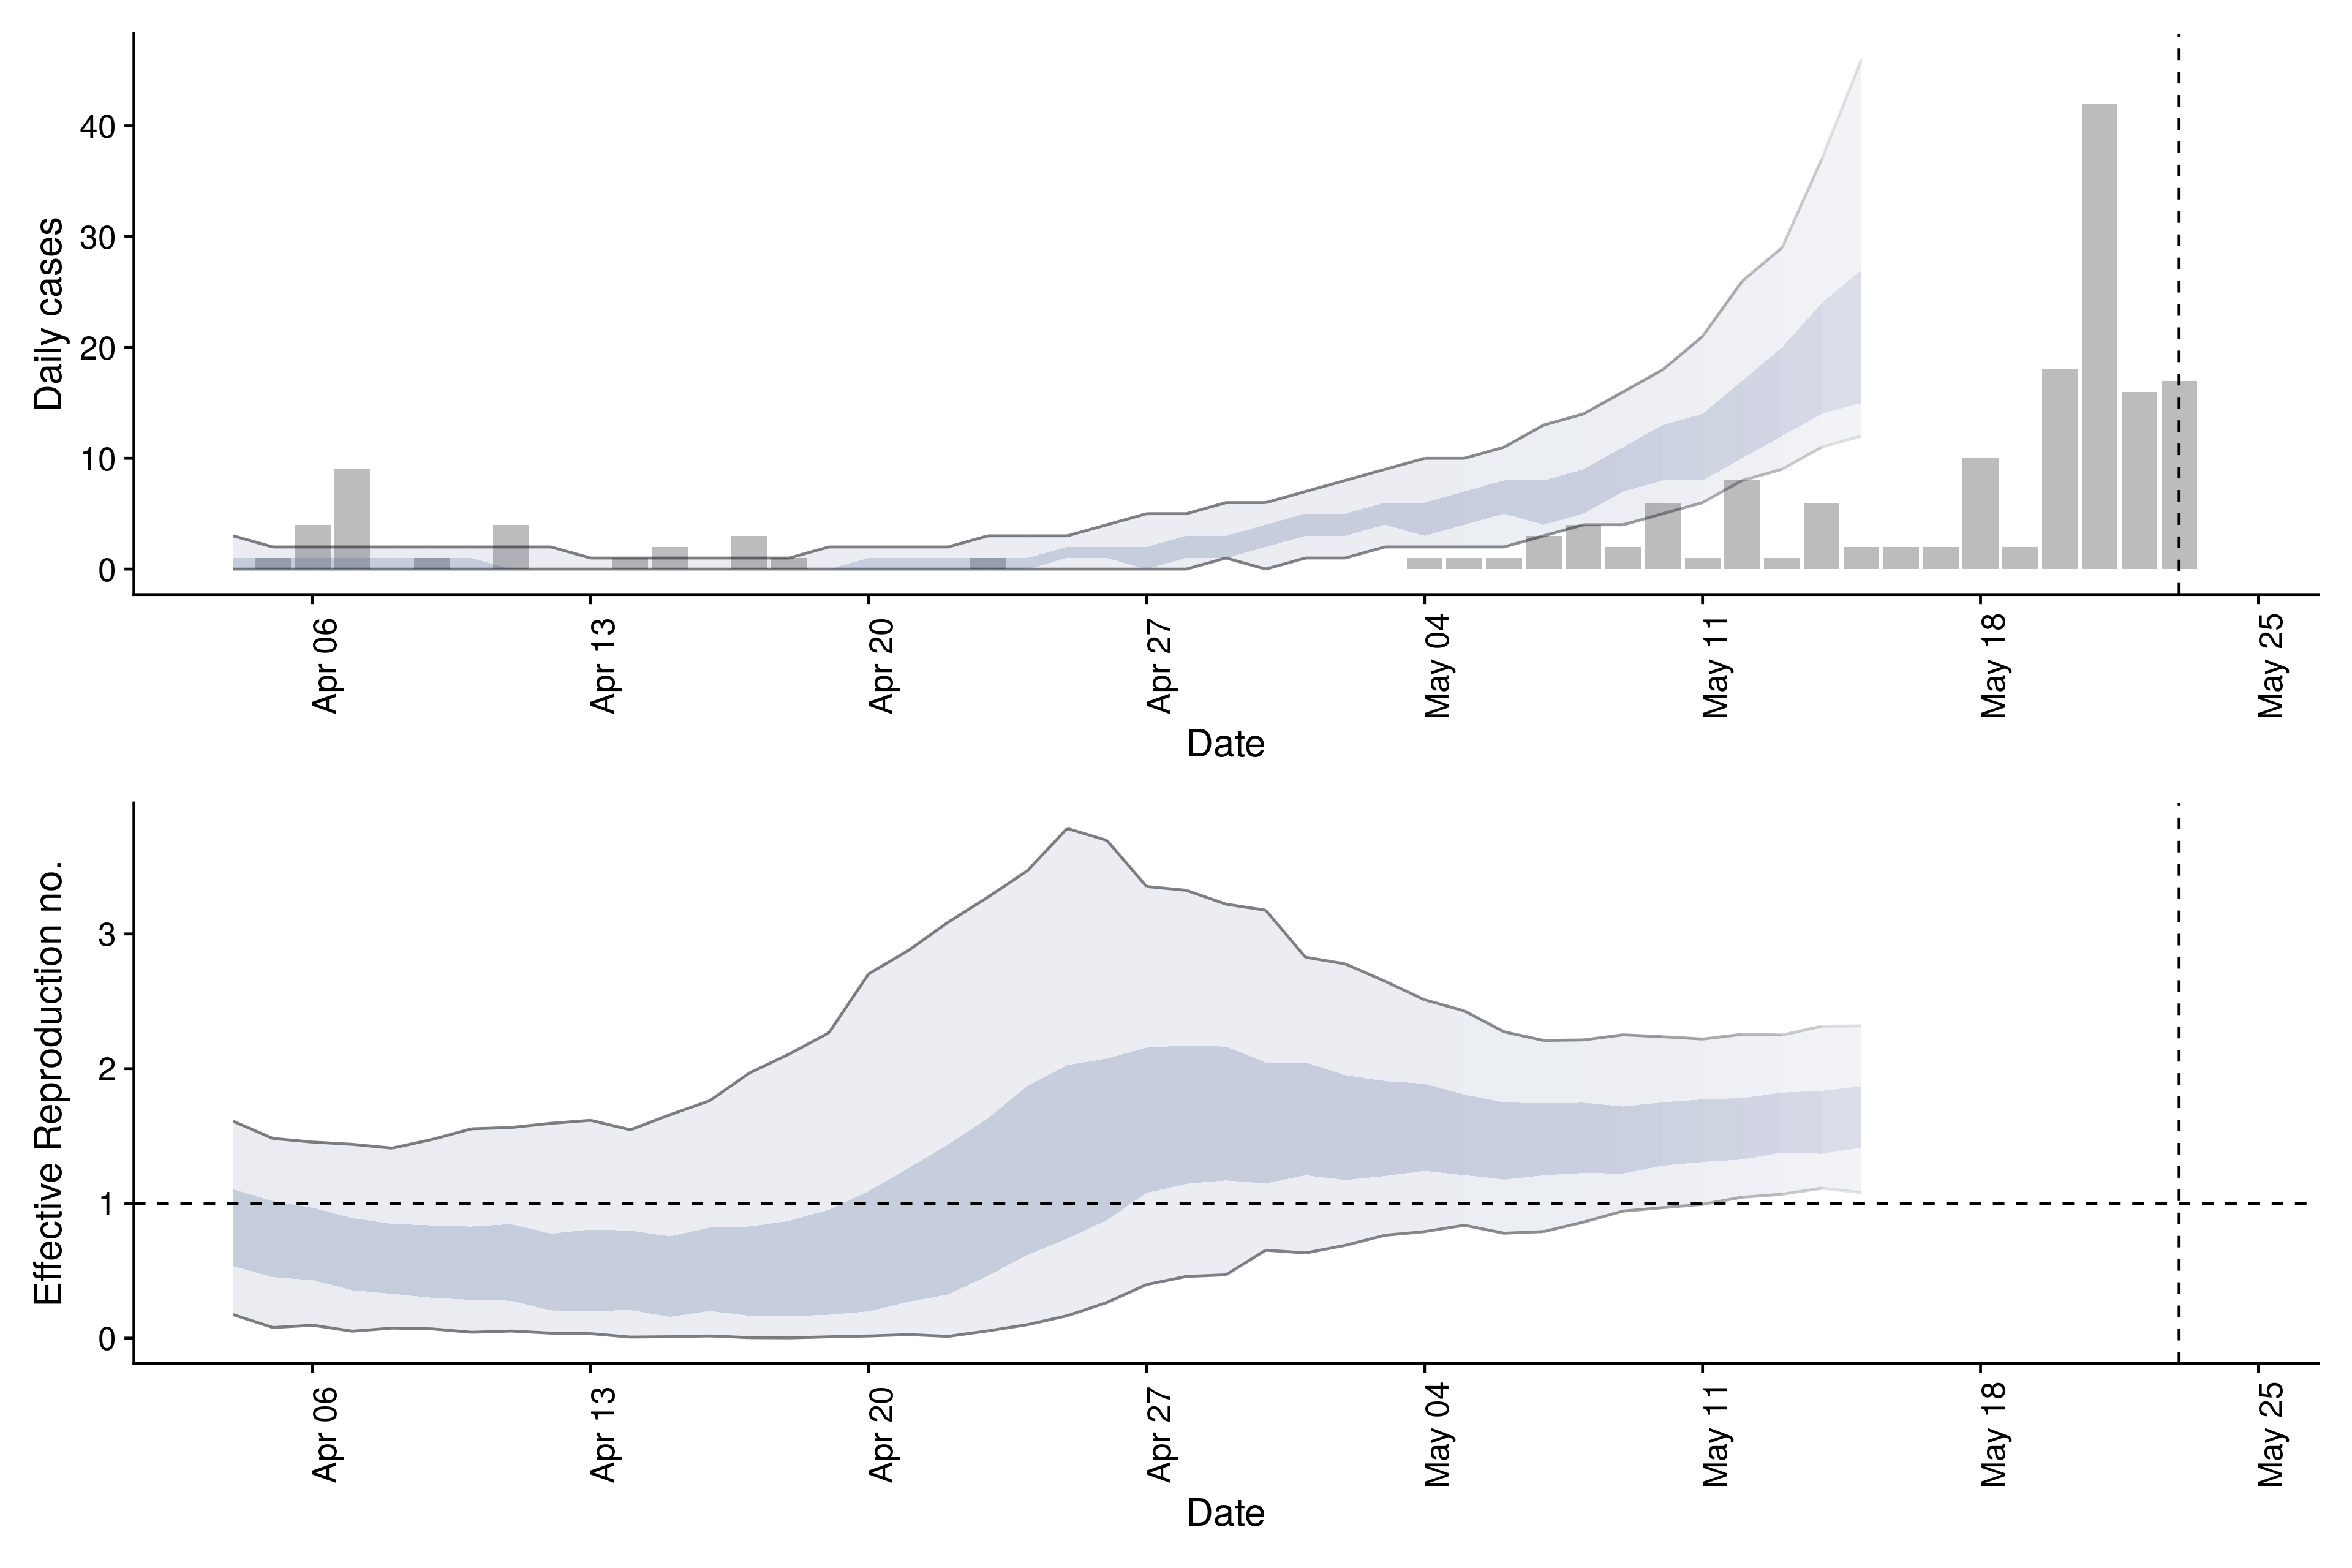 Daily cases
40
30
20
10
0
Apr 06
Apr 13
Apr 20
Apr 27
May 04
May 11
May 18
May 25
Date
Effective Reproduction no.
3
2
1
0
Apr 06
Apr 13
Apr 20
Apr 27
May 04
May 11
May 18
May 25
Date